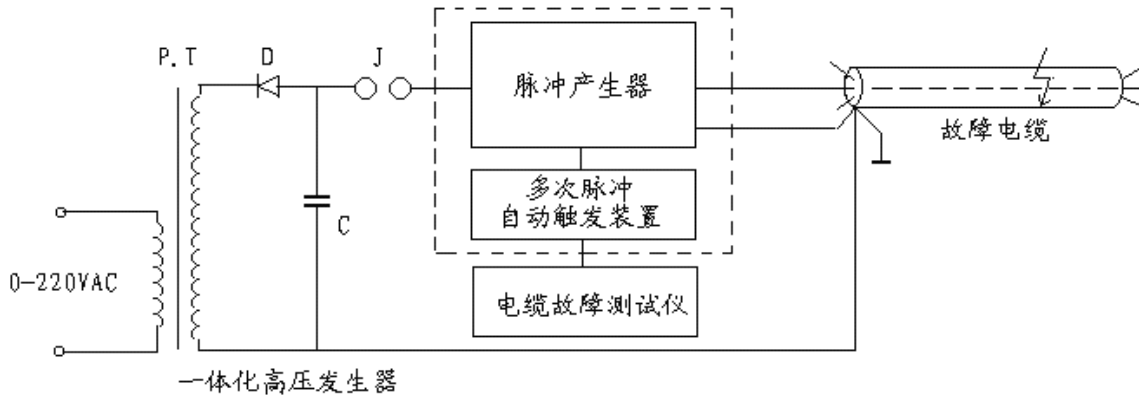 P.T
D
J
脉冲产生器
故障电缆
多次脉冲
自动触发装置
C
0-220VAC
电缆故障测试仪
一体化高压发生器